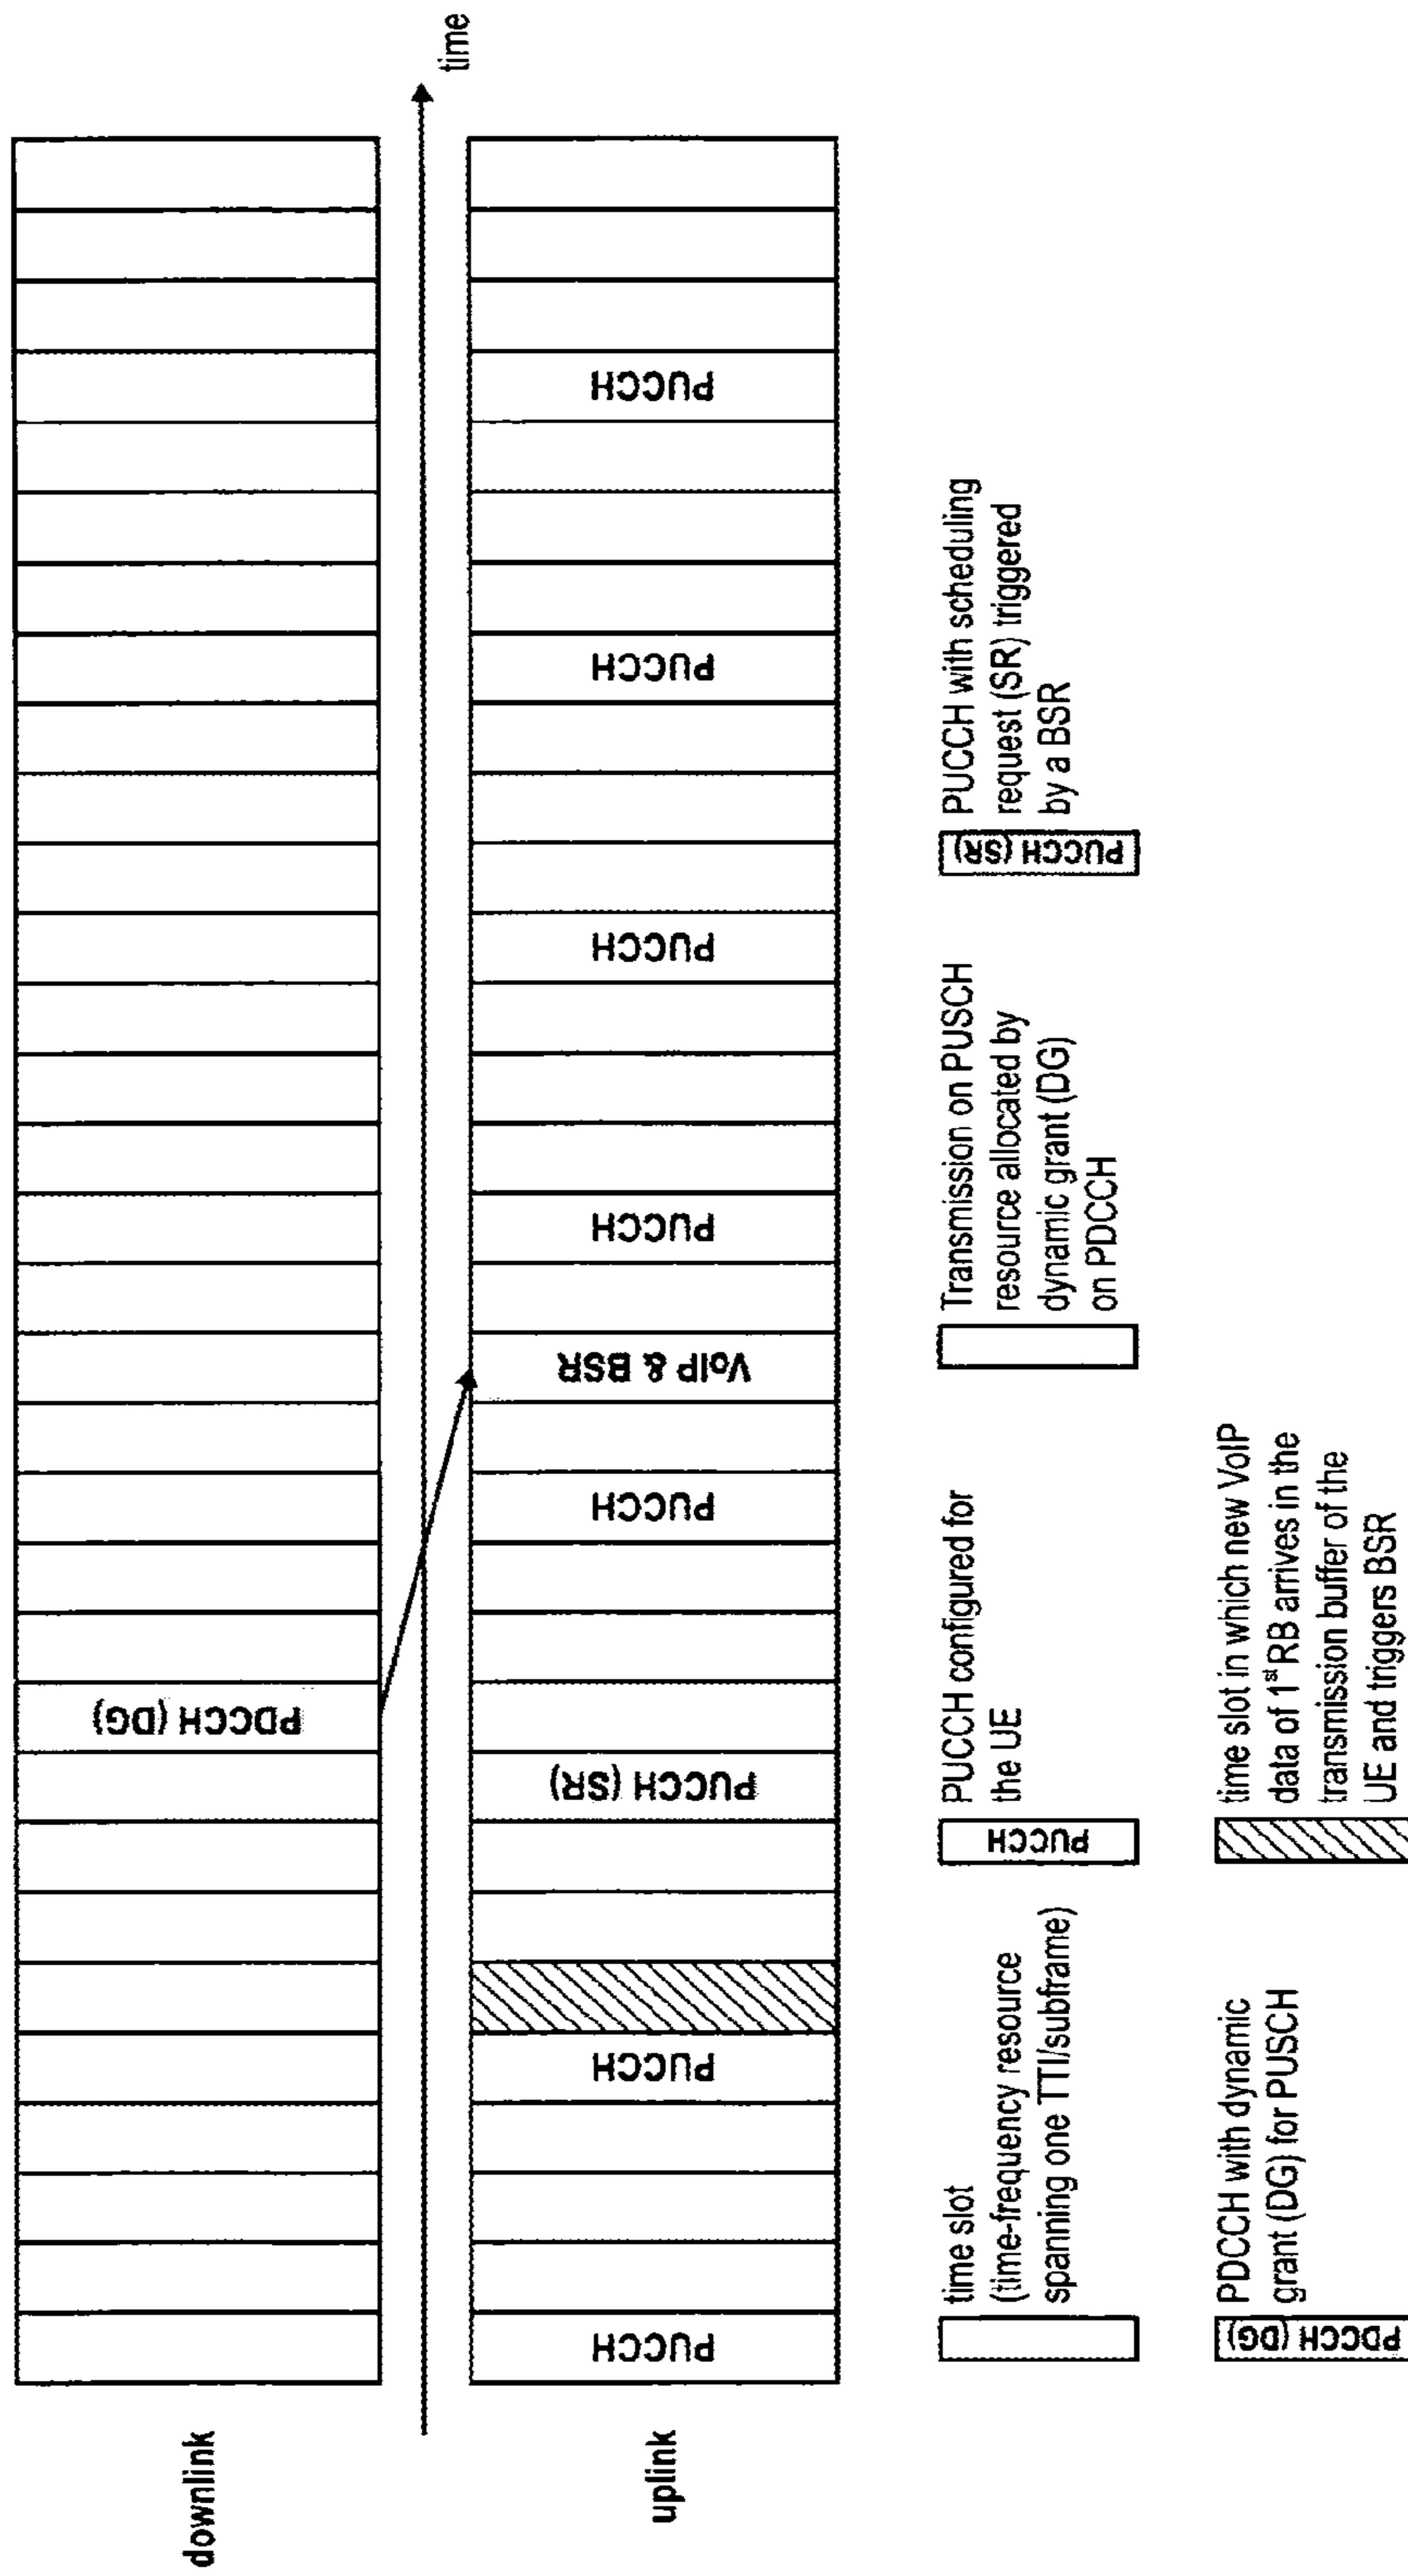 downlink
PDCCH (DG)
time
uplink
PUCCH
PUCCH
PUCCH (SR)
PUCCH
VoIP & BSR
PUCCH
PUCCH
PUCCH
PUCCH
time slot
(time-frequency resource
spanning one TTI/subframe)
PUCCH
PUCCH configured for
the UE
Transmission on PUSCH
resource allocated by
dynamic grant (DG)
on PDCCH
PUCCH (SR)
PUCCH with scheduling
request (SR) triggered
by a BSR
PDCCH (DG)
PDCCH with dynamic
grant (DG) for PUSCH
time slot in which new VoIP
data of 1st RB arrives in the
transmission buffer of the
UE and triggers BSR